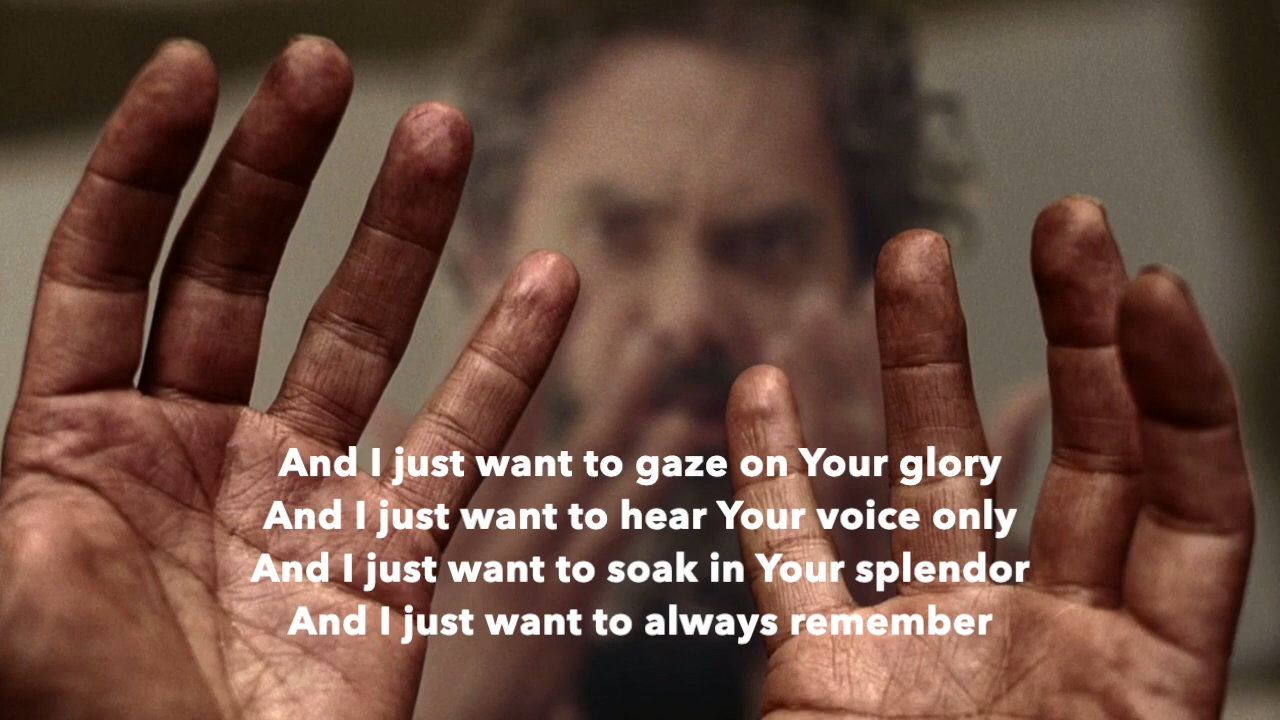 And I just want to gaze on Your glory
And I just want to hear Your voice only
And I just want to soak in Your splendor
And I just want to always remember